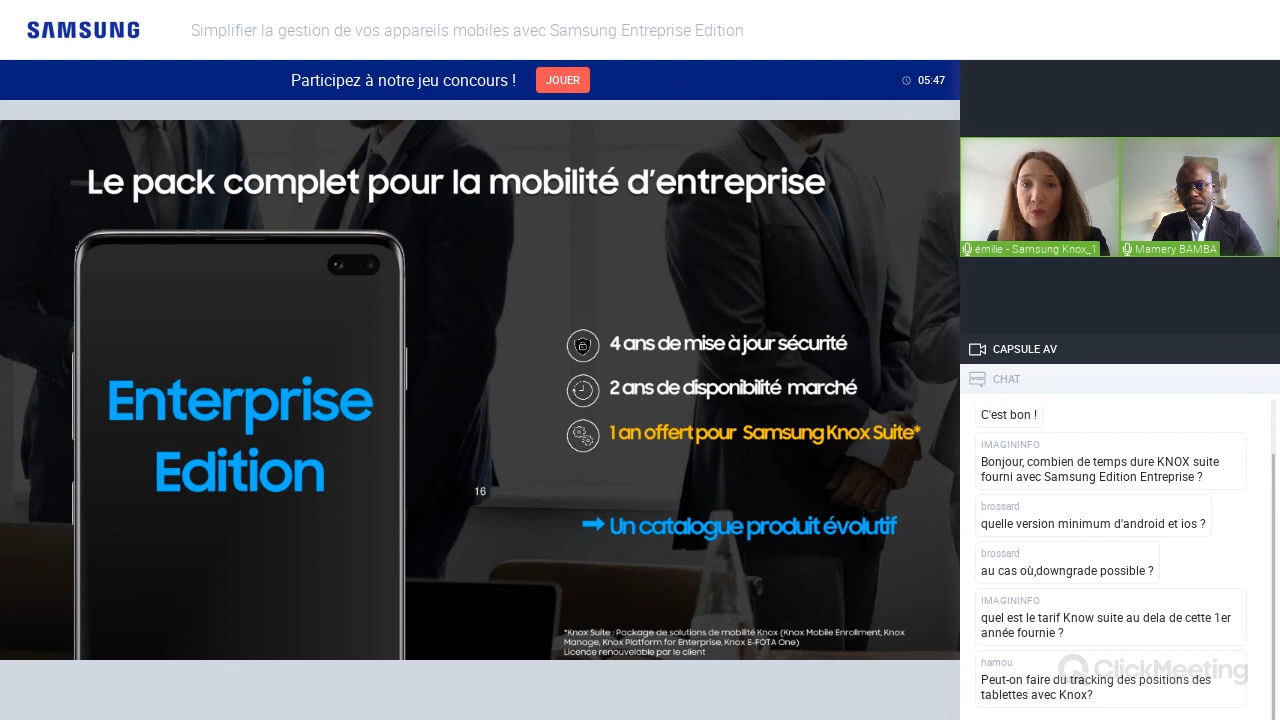 SAMSUNG
Simplifier la gestion de vos appareils mobiles avec Samsung Entreprise Edition
Participez à notre jeu concours !
JOUER
05:47
Le pack complet pour la mobilité d'entreprise
Enterprise
Edition
4 ans de mise à jour sécurité
2 ans de disponibilité marché
1 an offert pour Samsung Knox Suite*
16
Un catalogue produit évolutif
*Knox Suite : Package de solutions de mobilité Knox (Knox Mobile Enrollment, Knox
Manage, Knox Platform for Enterprise, Knox E-FOTA One)
Licence renouvelable par le client
émilie - Samsung Knox_1
Mamery BAMBA
CAPSULE AV
CHAT
C'est bon !
IMAGININFO
Bonjour, combien de temps dure KNOX suite
fourni avec Samsung Edition Entreprise ?
brossard
quelle version minimum d'android et ios ?
brossard
au cas où,downgrade possible ?
IMAGININFO
quel est le tarif Know suite au dela de cette 1er
année fournie ?
hamou
Peut-on faire du tracking des positions des
tablettes avec Knox?
ClickMeeting